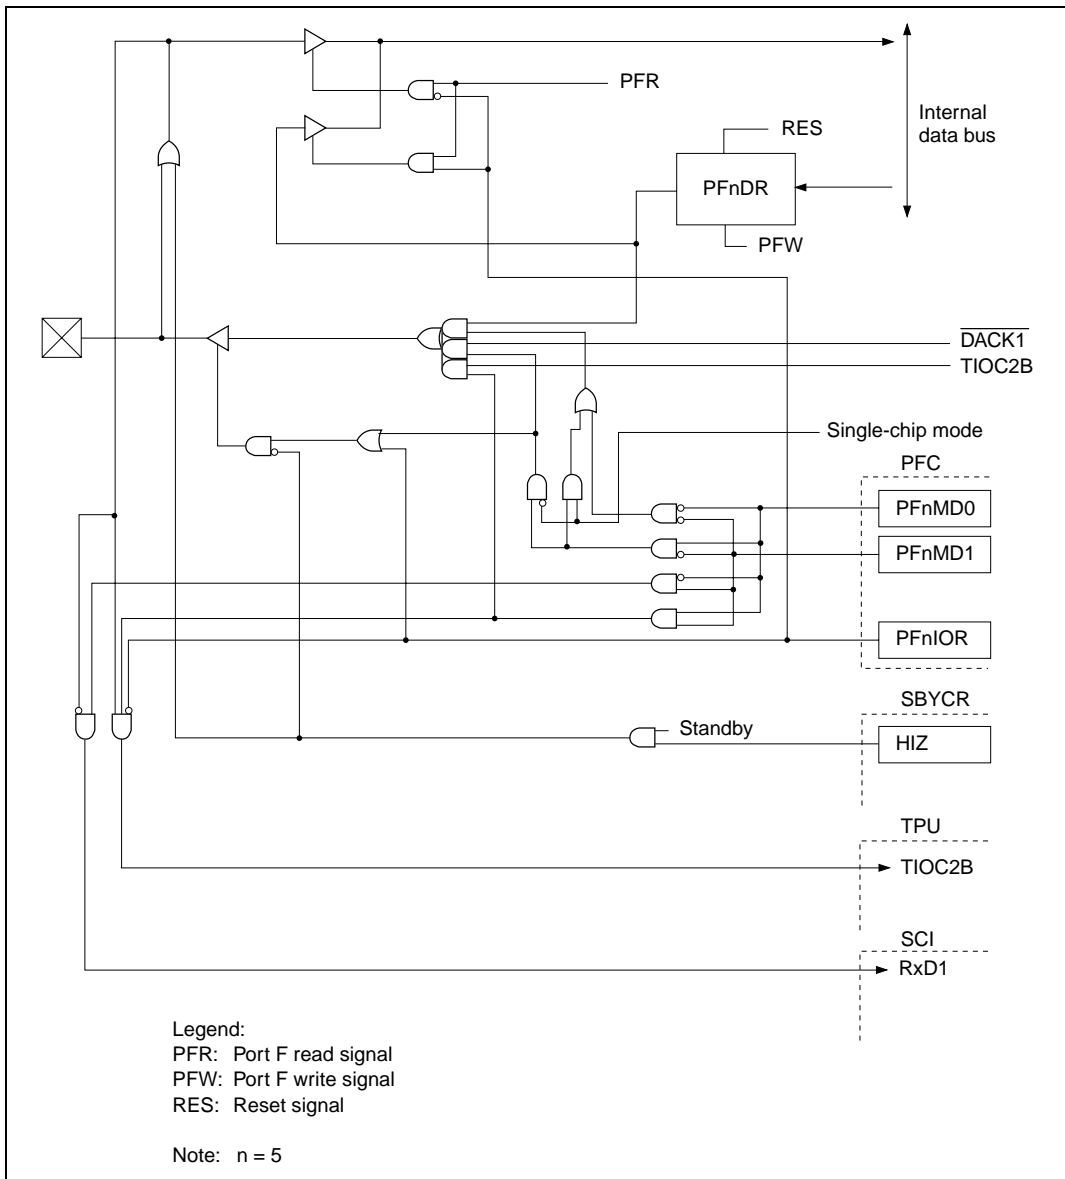 PFR
Internal
data bus
RES
PFnDR
PFW
DACK1
TIOC2B
Single-chip mode
PFC
PFnMD0
PFnMD1
PFnIOR
SBYCR
Standby
HIZ
TPU
TIOC2B
SCI
RxD1
Legend:
PFR: Port F read signal
PFW: Port F write signal
RES: Reset signal
Note: n = 5